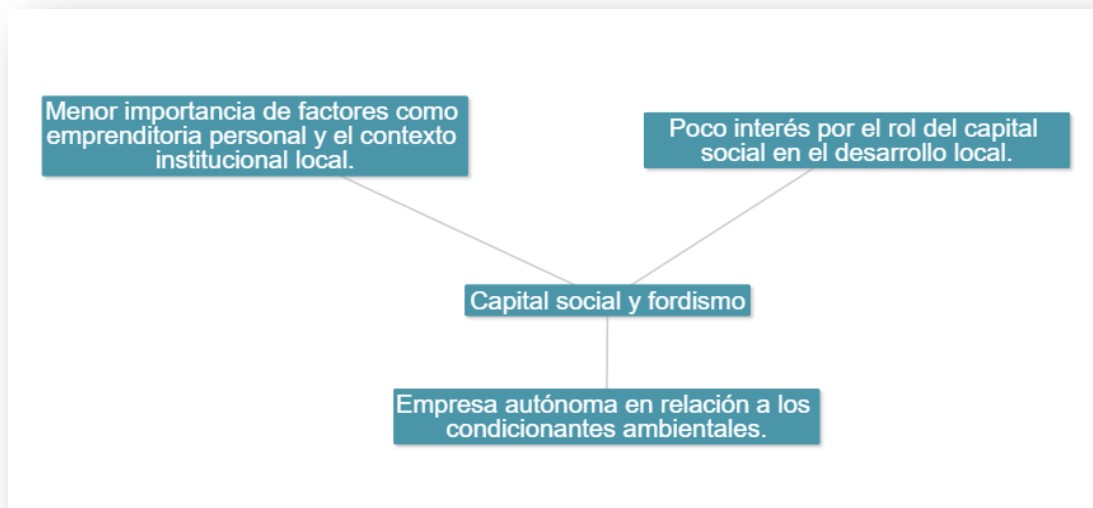 Menor importancia de factores como
emprenditoria personal y el contexto
institucional local.
Poco interés por el rol del capital
social en el desarrollo local.
Capital social y fordismo
Empresa autónoma en relación a los
condicionantes ambientales.